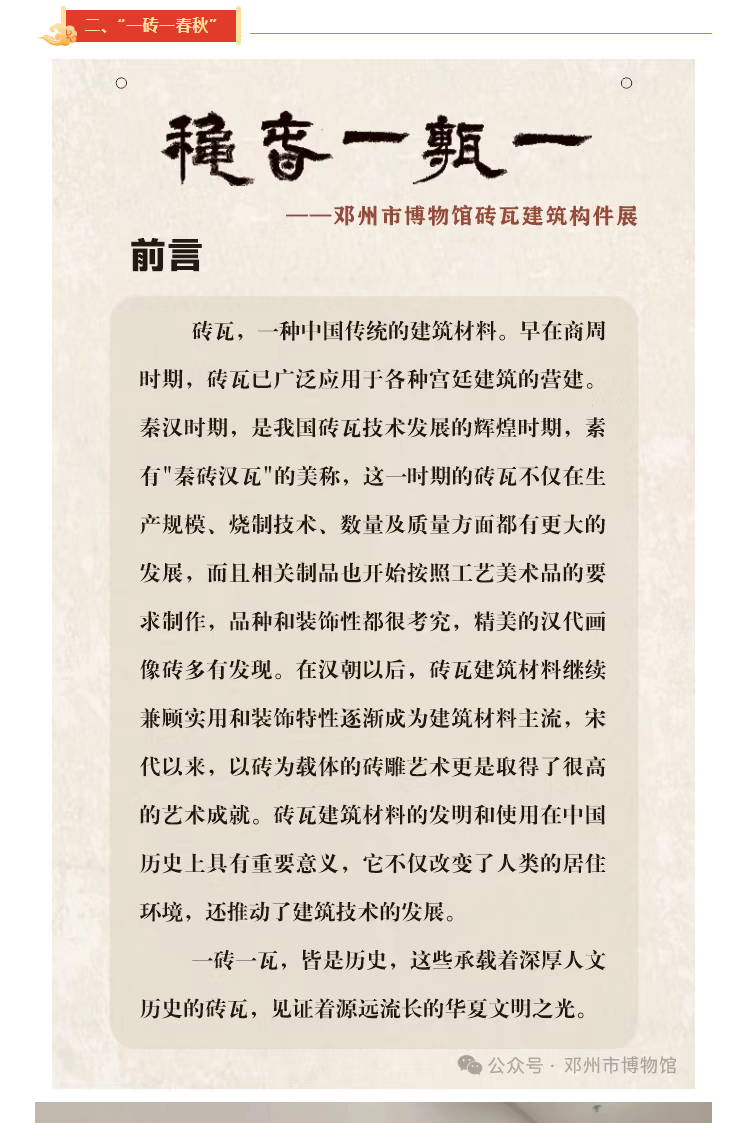 二、“一砖一春秋”
一甎一春穐
——邓州市博物馆砖瓦建筑构件展
前言
砖瓦，一种中国传统的建筑材料。早在商周
时期，砖瓦已广泛应用于各种宫廷建筑的营建。
秦汉时期，是我国砖瓦技术发展的辉煌时期，素
有"秦砖汉瓦"的美称，这一时期的砖瓦不仅在生
产规模、烧制技术、数量及质量方面都有更大的
发展，而且相关制品也开始按照工艺美术品的要
求制作，品种和装饰性都很考究，精美的汉代画
像砖多有发现。在汉朝以后，砖瓦建筑材料继续
兼顾实用和装饰特性逐渐成为建筑材料主流，宋
代以来，以砖为载体的砖雕艺术更是取得了很高
的艺术成就。砖瓦建筑材料的发明和使用在中国
历史上具有重要意义，它不仅改变了人类的居住
环境，还推动了建筑技术的发展。
一砖一瓦，皆是历史，这些承载着深厚人文
历史的砖瓦，见证着源远流长的华夏文明之光。
公众号 · 邓州市博物馆